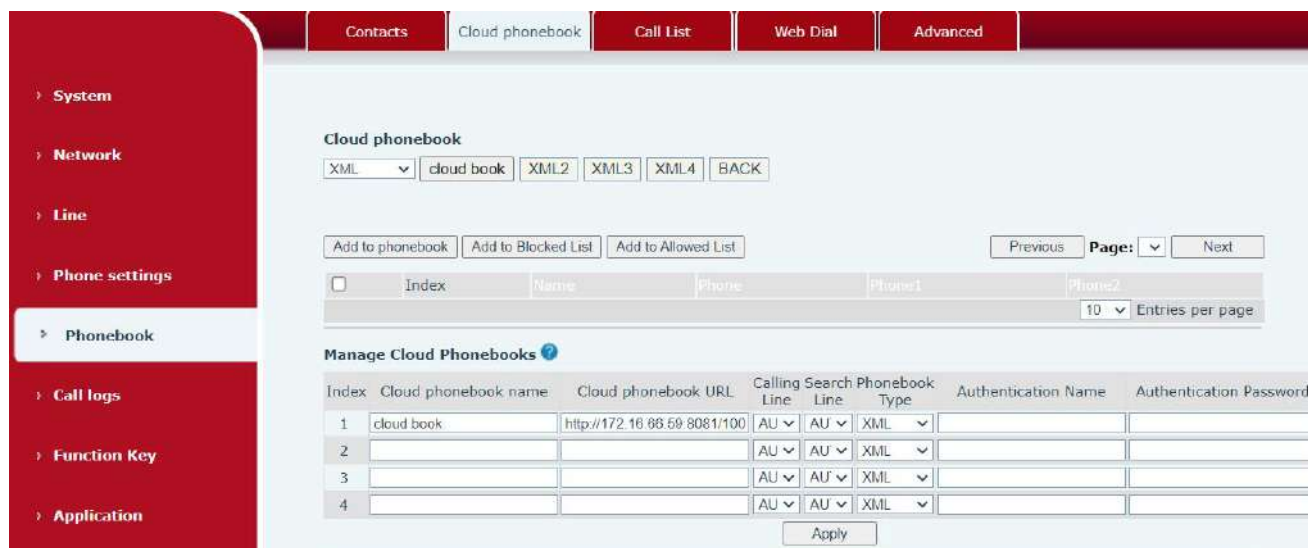 Contacts Cloud phonebook Call List Web Dial Advanced
System
Network
Line
Phone settings
Phonebook
Call logs
Function Key
Application
Cloud phonebook
XML cloud book XML2 XML3 XML4 BACK
Add to phonebook Add to Blocked List Add to Allowed List Previous Page: Next
Index Name Phone Phone1 Phone2
10 Entries per page
Manage Cloud Phonebooks ?
Index Cloud phonebook name Cloud phonebook URL Calling Line Search Line Phonebook Type Authentication Name Authentication Password
1 cloud book http://172.16.66.59:8081/100 AU AU XML
2 AU AU XML
3 AU AU XML
4 AU AU XML
Apply